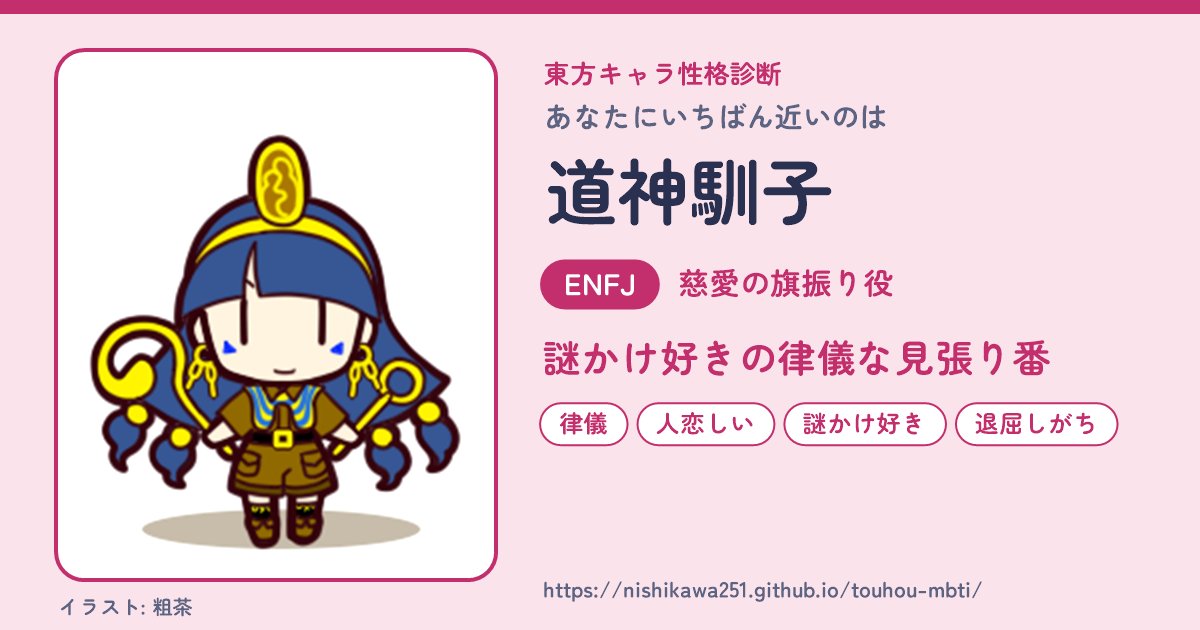 東方キャラ性格診断
あなたにいちばん近いのは
道神馴子
ENFJ 慈愛の旗振り役
謎かけ好きの律儀な見張り番
律儀 人恋しい 謎かけ好き 退屈しがち
https://nishikawa251.github.io/touhou-mbti/
イラスト: 粗茶